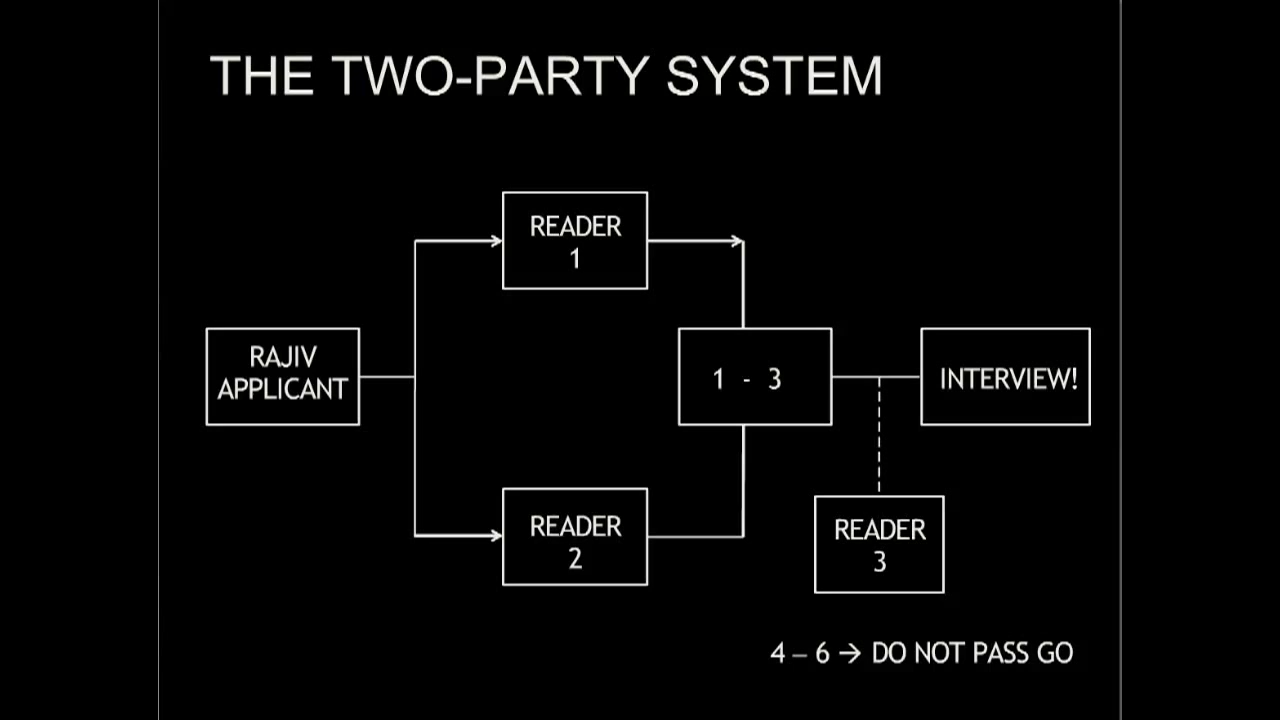 THE TWO-PARTY SYSTEM
READER
1
RAJIV
APPLICANT
1 - 3
INTERVIEW!
READER
2
READER
3
4 – 6 → DO NOT PASS GO